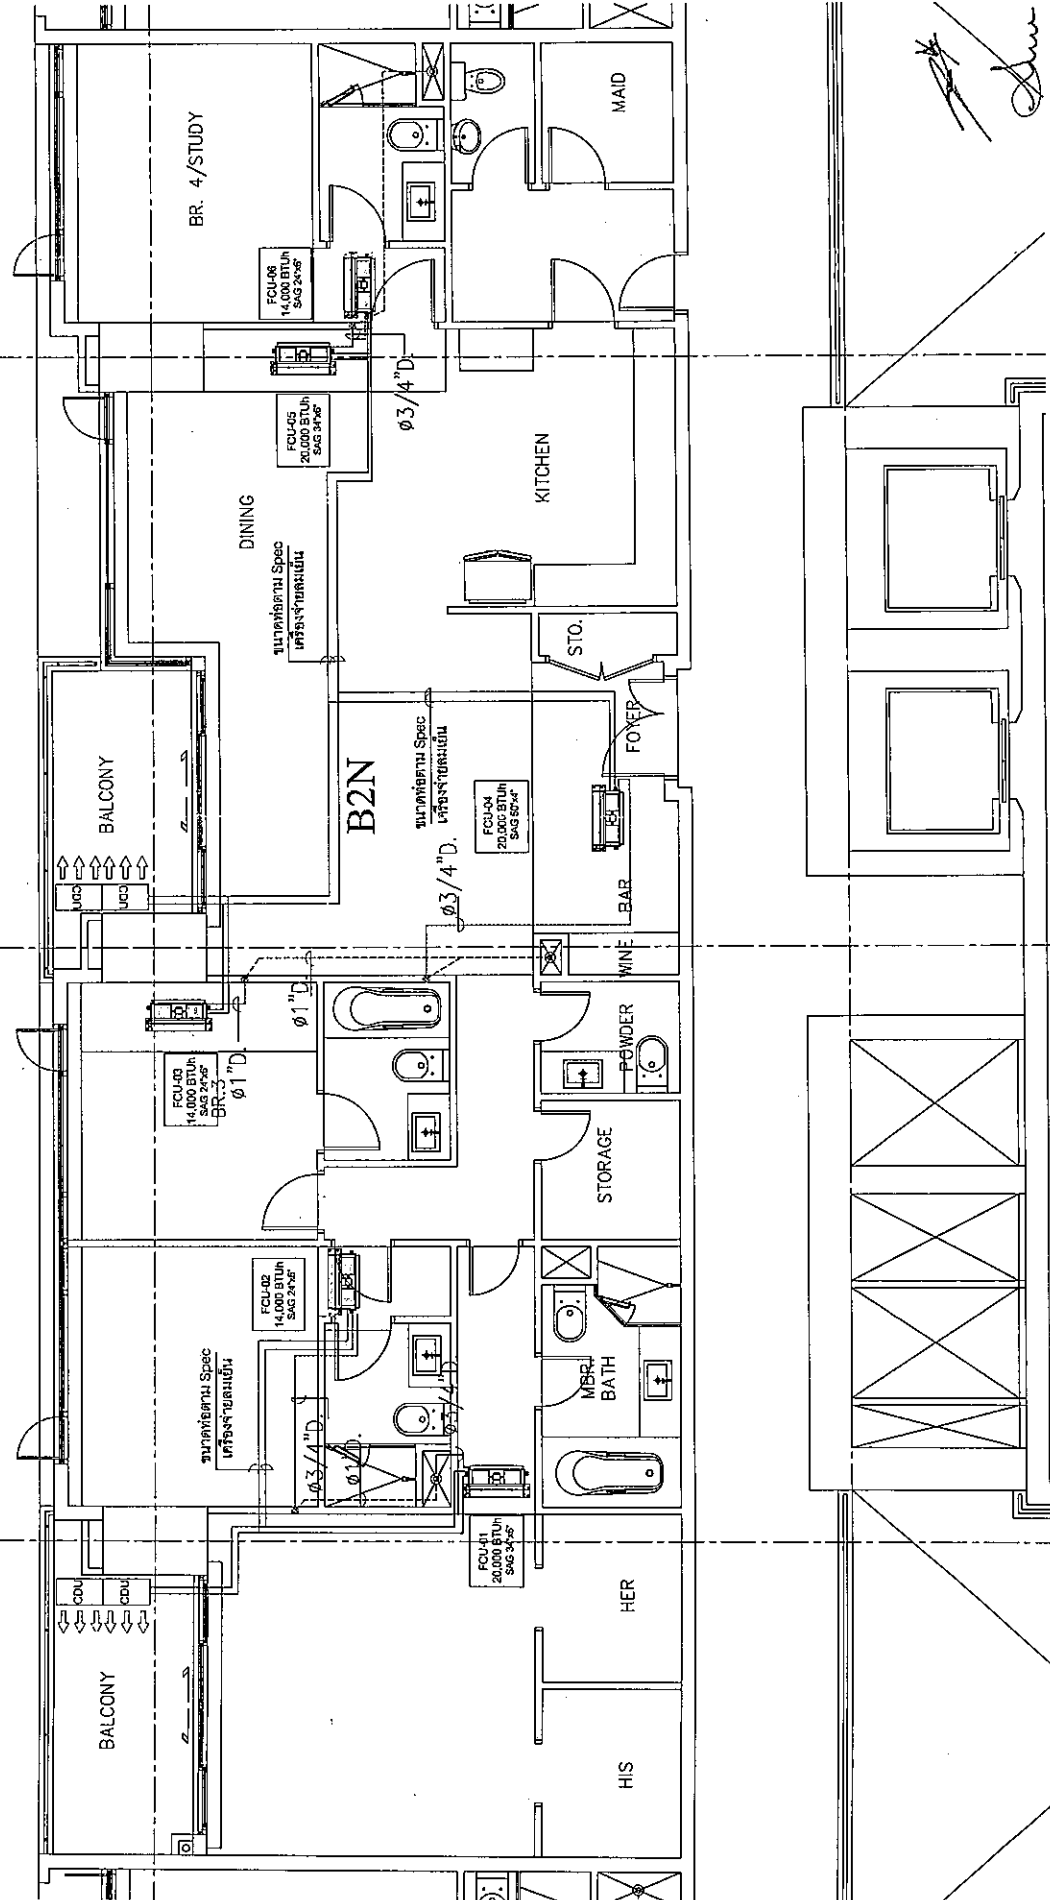 BR. 4/STUDY
MAID
FCU-06
14,000 BTUh
SAG 24"x6"
ø3/4"D.
FCU-05
20,000 BTUh
SAG 34"x6"
DINING
KITCHEN
ขนาดท่อตาม Spec
เครื่องจ่ายลมเย็น
STO.
FOYER
BALCONY
CDU
CDU
B2N
ขนาดท่อตาม Spec
เครื่องจ่ายลมเย็น
FCU-04
20,000 BTUh
SAG 50"x4"
ø3/4"D.
WINE BAR
ø1"D.
ø1"D.
POWDER
FCU-03
14,000 BTUh
SAG 24"x6"
BR.3
STORAGE
FCU-02
14,000 BTUh
SAG 24"x6"
ขนาดท่อตาม Spec
เครื่องจ่ายลมเย็น
MBR.
BATH
ø3/4"D.
ø1"D.
ø3/4"D.
FCU-01
20,000 BTUh
SAG 34"x6"
CDU
CDU
BALCONY
HER
HIS